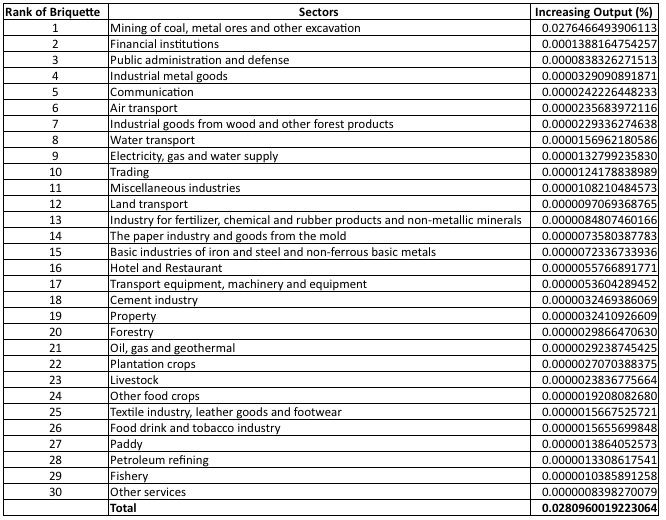 Rank of Briquette Sectors Increasing Output (%)
1 Mining of coal, metal ores and other excavation 0.0276466493906113
2 Financial institutions 0.0001388164754257
3 Public administration and defense 0.0000838326271513
4 Industrial metal goods 0.0000329090891871
5 Communication 0.0000242226448233
6 Air transport 0.0000235683972116
7 Industrial goods from wood and other forest products 0.0000229336274638
8 Water transport 0.0000156962180586
9 Electricity, gas and water supply 0.0000132799235830
10 Trading 0.0000124178838989
11 Miscellaneous industries 0.0000108210484573
12 Land transport 0.0000097069368765
13 Industry for fertilizer, chemical and rubber products and non-metallic minerals 0.0000084807460166
14 The paper industry and goods from the mold 0.0000073580387783
15 Basic industries of iron and steel and non-ferrous basic metals 0.0000072336733936
16 Hotel and Restaurant 0.0000055766891771
17 Transport equipment, machinery and equipment 0.0000053604289452
18 Cement industry 0.0000032469386069
19 Property 0.0000032410926609
20 Forestry 0.0000029866470630
21 Oil, gas and geothermal 0.0000029238745425
22 Plantation crops 0.0000027070388375
23 Livestock 0.0000023836775664
24 Other food crops 0.0000019208082680
25 Textile industry, leather goods and footwear 0.0000015667525721
26 Food drink and tobacco industry 0.0000015655699848
27 Paddy 0.0000013864052573
28 Petroleum refining 0.0000013308617541
29 Fishery 0.0000010385891258
30 Other services 0.0000008398270079
Total 0.0280960019223064